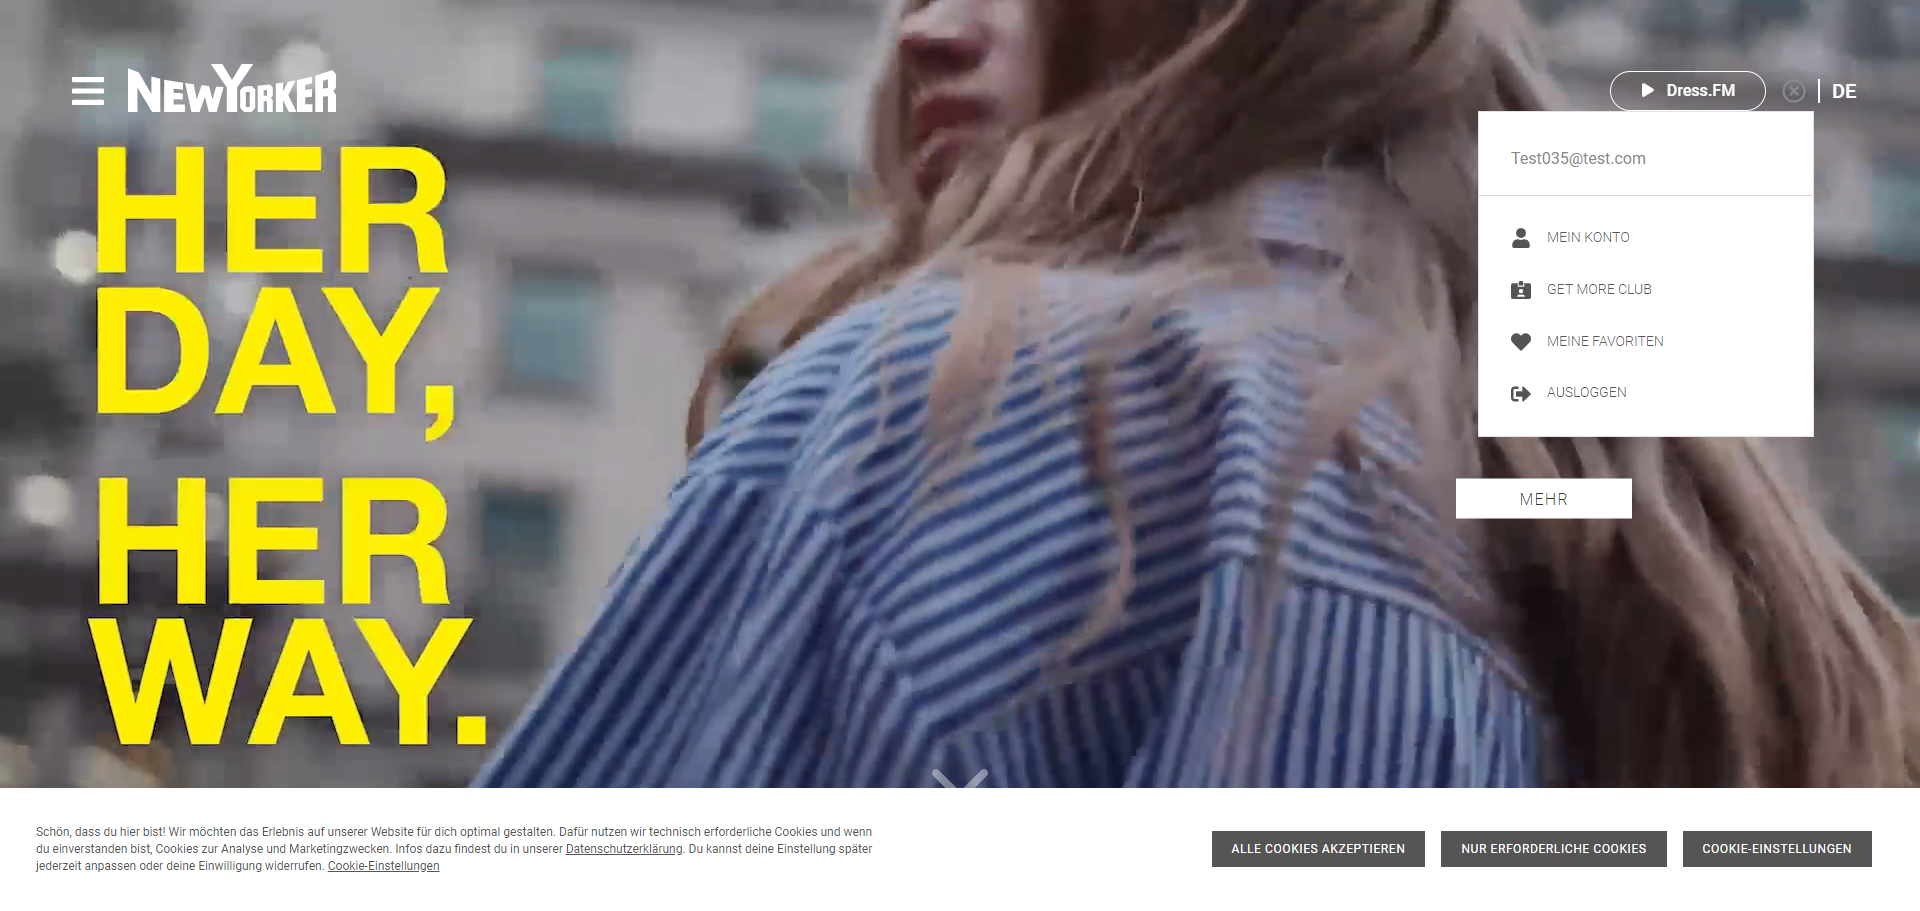 NEWYORKER
Dress.FM
DE
Test035@test.com
MEIN KONTO
GET MORE CLUB
MEINE FAVORITEN
AUSLOGGEN
HER
DAY,
HER
WAY.
MEHR
Schön, dass du hier bist! Wir möchten das Erlebnis auf unserer Website für dich optimal gestalten. Dafür nutzen wir technisch erforderliche Cookies und wenn
du einverstanden bist, Cookies zur Analyse und Marketingzwecken. Infos dazu findest du in unserer Datenschutzerklärung. Du kannst deine Einstellung später
jederzeit anpassen oder deine Einwilligung widerrufen. Cookie-Einstellungen
ALLE COOKIES AKZEPTIEREN
NUR ERFORDERLICHE COOKIES
COOKIE-EINSTELLUNGEN